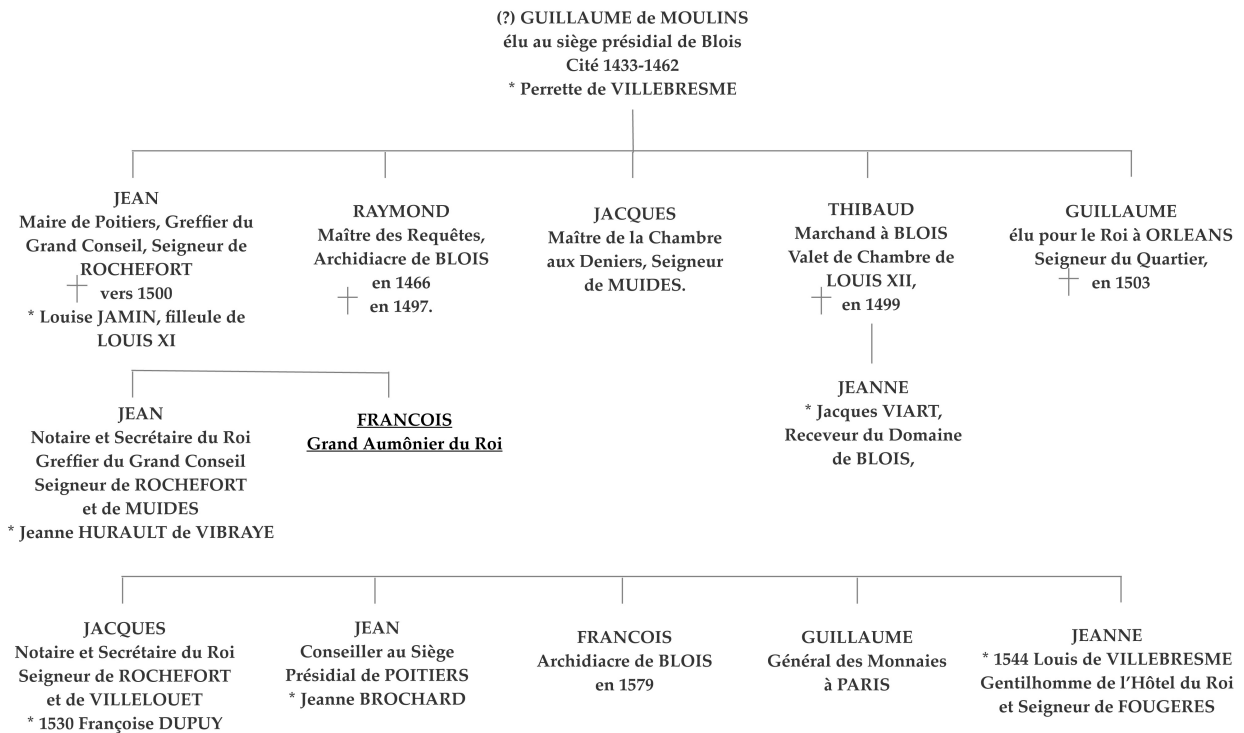 (?) GUILLAUME de MOULINS
élu au siège présidial de Blois
Cité 1433-1462
* Perrette de VILLEBRESME
JEAN
Maire de Poitiers, Greffier du
Grand Conseil, Seigneur de
ROCHEFORT
vers 1500
* Louise JAMIN, filleule de
LOUIS XI
RAYMOND
Maître des Requêtes,
Archidiacre de BLOIS
en 1466
en 1497.
JACQUES
Maître de la Chambre
aux Deniers, Seigneur
de MUIDES.
THIBAUD
Marchand à BLOIS
Valet de Chambre de
LOUIS XII,
en 1499
GUILLAUME
élu pour le Roi à ORLEANS
Seigneur du Quartier,
en 1503
JEAN
Notaire et Secrétaire du Roi
Greffier du Grand Conseil
Seigneur de ROCHEFORT
et de MUIDES
* Jeanne HURAULT de VIBRAYE
FRANCOIS
Grand Aumônier du Roi
JEANNE
* Jacques VIART,
Receveur du Domaine
de BLOIS,
JACQUES
Notaire et Secrétaire du Roi
Seigneur de ROCHEFORT
et de VILLELOUET
* 1530 Françoise DUPUY
JEAN
Conseiller au Siège
Présidial de POITIERS
* Jeanne BROCHARD
FRANCOIS
Archidiacre de BLOIS
en 1579
GUILLAUME
Général des Monnaies
à PARIS
JEANNE
* 1544 Louis de VILLEBRESME
Gentilhomme de l'Hôtel du Roi
et Seigneur de FOUGERES